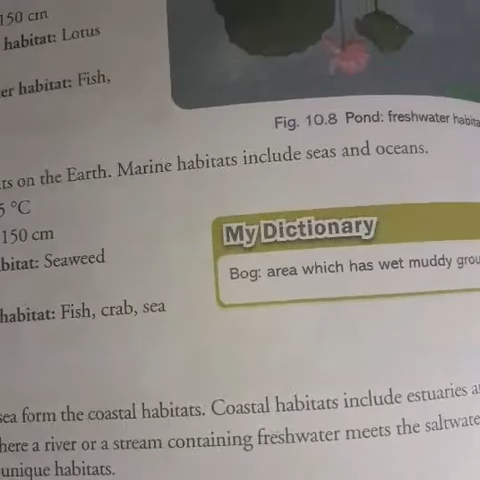 150 cm
habitat: Lotus
er habitat: Fish,
Fig. 10.8 Pond: freshwater habita
ts on the Earth. Marine habitats include seas and oceans.
5 °C
150 cm
bitat: Seaweed
habitat: Fish, crab, sea
My Dictionary
Bog: area which has wet muddy grou
sea form the coastal habitats. Coastal habitats include estuaries a
here a river or a stream containing freshwater meets the saltwate
unique habitats.